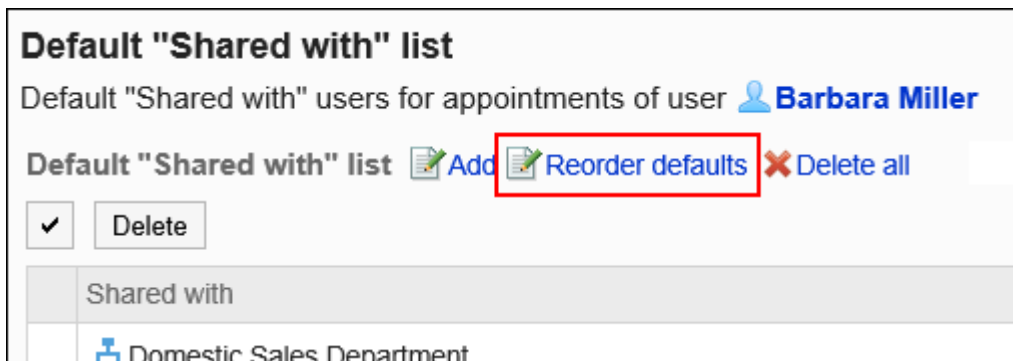 Default "Shared with" list
Default "Shared with" users for appointments of user Barbara Miller
Default "Shared with" list Add Reorder defaults Delete all
Delete
Shared with
Domestic Sales Department